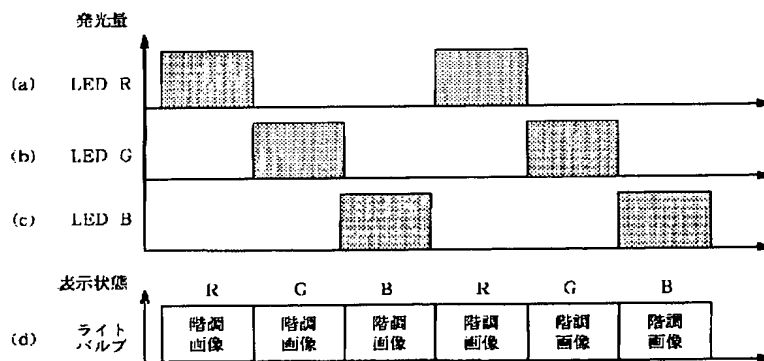 発光量
(a) LED R
(b) LED G
(c) LED B
表示状態 R G B R G B
(d) ライト バルブ 階調 画像 階調 画像 階調 画像 階調 画像 階調 画像 階調 画像